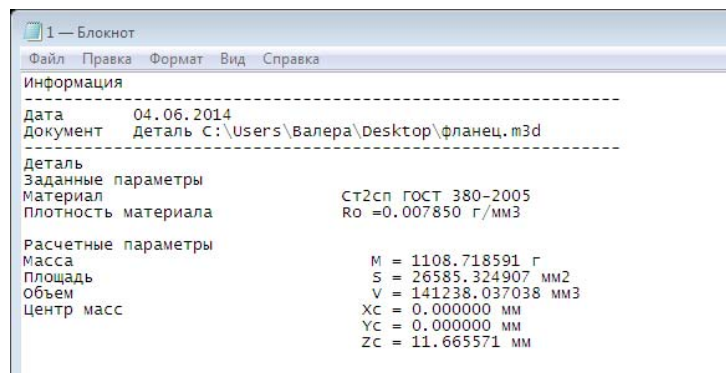 1 — Блокнот
Файл Правка Формат Вид Справка
Информация
------------------------------------------------------------------------
Дата 04.06.2014
Документ Деталь C:\Users\Валера\Desktop\фланец.m3d
------------------------------------------------------------------------
Деталь
Заданные параметры
Материал Ст2сп ГОСТ 380-2005
Плотность материала Ro =0.007850 г/мм3
Расчетные параметры
Масса M = 1108.718591 г
Площадь S = 26585.324907 мм2
Объем V = 141238.037038 мм3
Центр масс Xc = 0.000000 мм
Yc = 0.000000 мм
Zc = 11.665571 мм